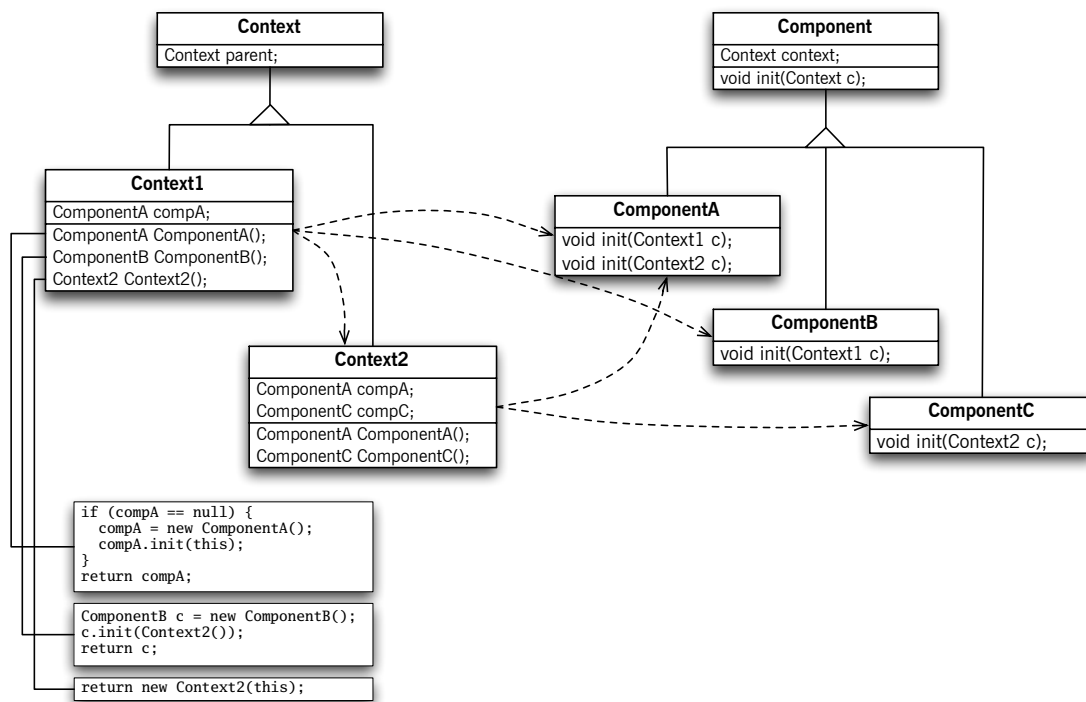 Context
Context parent;
Component
Context context;
void init(Context c);
Context1
ComponentA compA;
ComponentA ComponentA();
ComponentB ComponentB();
Context2 Context2();
ComponentA
void init(Context1 c);
void init(Context2 c);
ComponentB
void init(Context1 c);
Context2
ComponentA compA;
ComponentC compC;
ComponentA ComponentA();
ComponentC ComponentC();
ComponentC
void init(Context2 c);
if (compA == null) {
compA = new ComponentA();
compA.init(this);
}
return compA;
ComponentB c = new ComponentB();
c.init(Context2());
return c;
return new Context2(this);